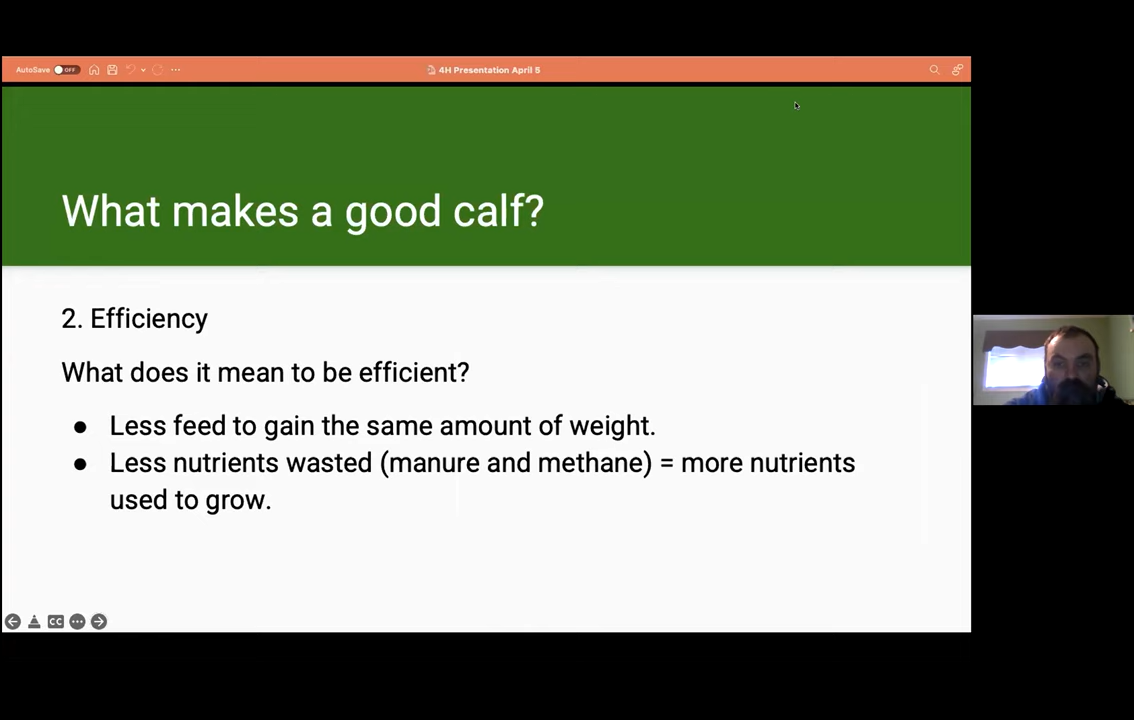 AutoSave OFF
4H Presentation April 5
What makes a good calf?
2. Efficiency
What does it mean to be efficient?
● Less feed to gain the same amount of weight.
● Less nutrients wasted (manure and methane) = more nutrients
used to grow.
CC